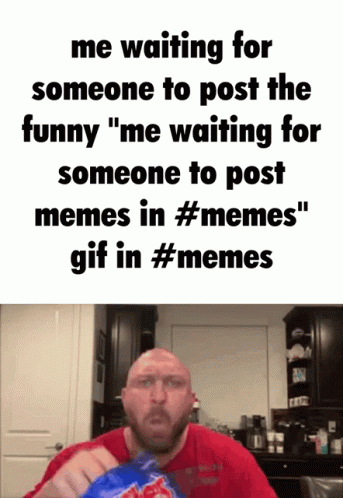 me waiting for
someone to post the
funny "me waiting for
someone to post
memes in #memes"
gif in #memes